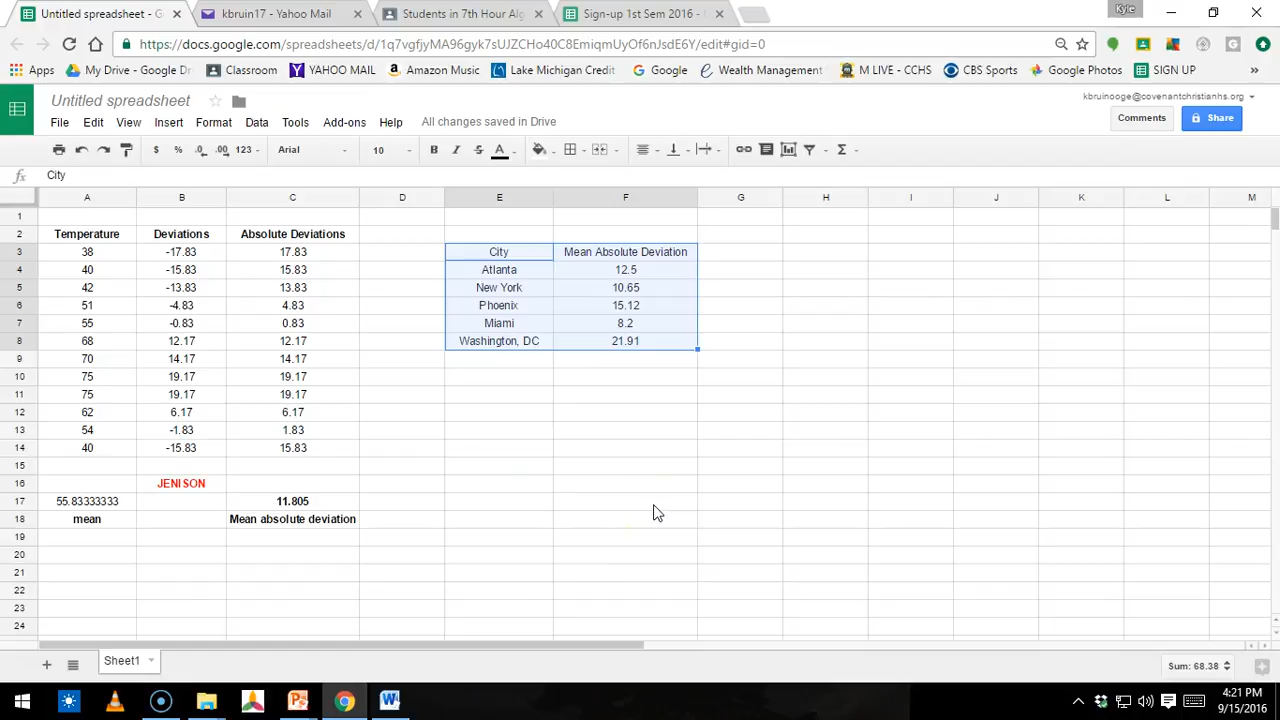 Untitled spreadsheet - G
kbruin17 - Yahoo Mail
Students in 7th Hour Alg
Sign-up 1st Sem 2016 -
Kyle
https://docs.google.com/spreadsheets/d/1q7vgfjyMA96gyk7sUJZCHo40C8EmiqmUyOf6nJsdE6Y/edit#gid=0
Apps My Drive - Google Dr Classroom YAHOO MAIL Amazon Music Lake Michigan Credit Google Wealth Management M LIVE - CCHS CBS Sports Google Photos SIGN UP »
Untitled spreadsheet
kbruinooge@covenantchristianhs.org
File Edit View Insert Format Data Tools Add-ons Help All changes saved in Drive
Comments Share
$ % .0 .00 123 Arial 10 B I S A Σ
fx City
A B C D E F G H I J K L M
1
2 Temperature Deviations Absolute Deviations
3 38 -17.83 17.83 City Mean Absolute Deviation
4 40 -15.83 15.83 Atlanta 12.5
5 42 -13.83 13.83 New York 10.65
6 51 -4.83 4.83 Phoenix 15.12
7 55 -0.83 0.83 Miami 8.2
8 68 12.17 12.17 Washington, DC 21.91
9 70 14.17 14.17
10 75 19.17 19.17
11 75 19.17 19.17
12 62 6.17 6.17
13 54 -1.83 1.83
14 40 -15.83 15.83
15
16 JENISON
17 55.83333333 11.805
18 mean Mean absolute deviation
19
20
21
22
23
24
+ Sheet1
Sum: 68.38
4:21 PM
9/15/2016